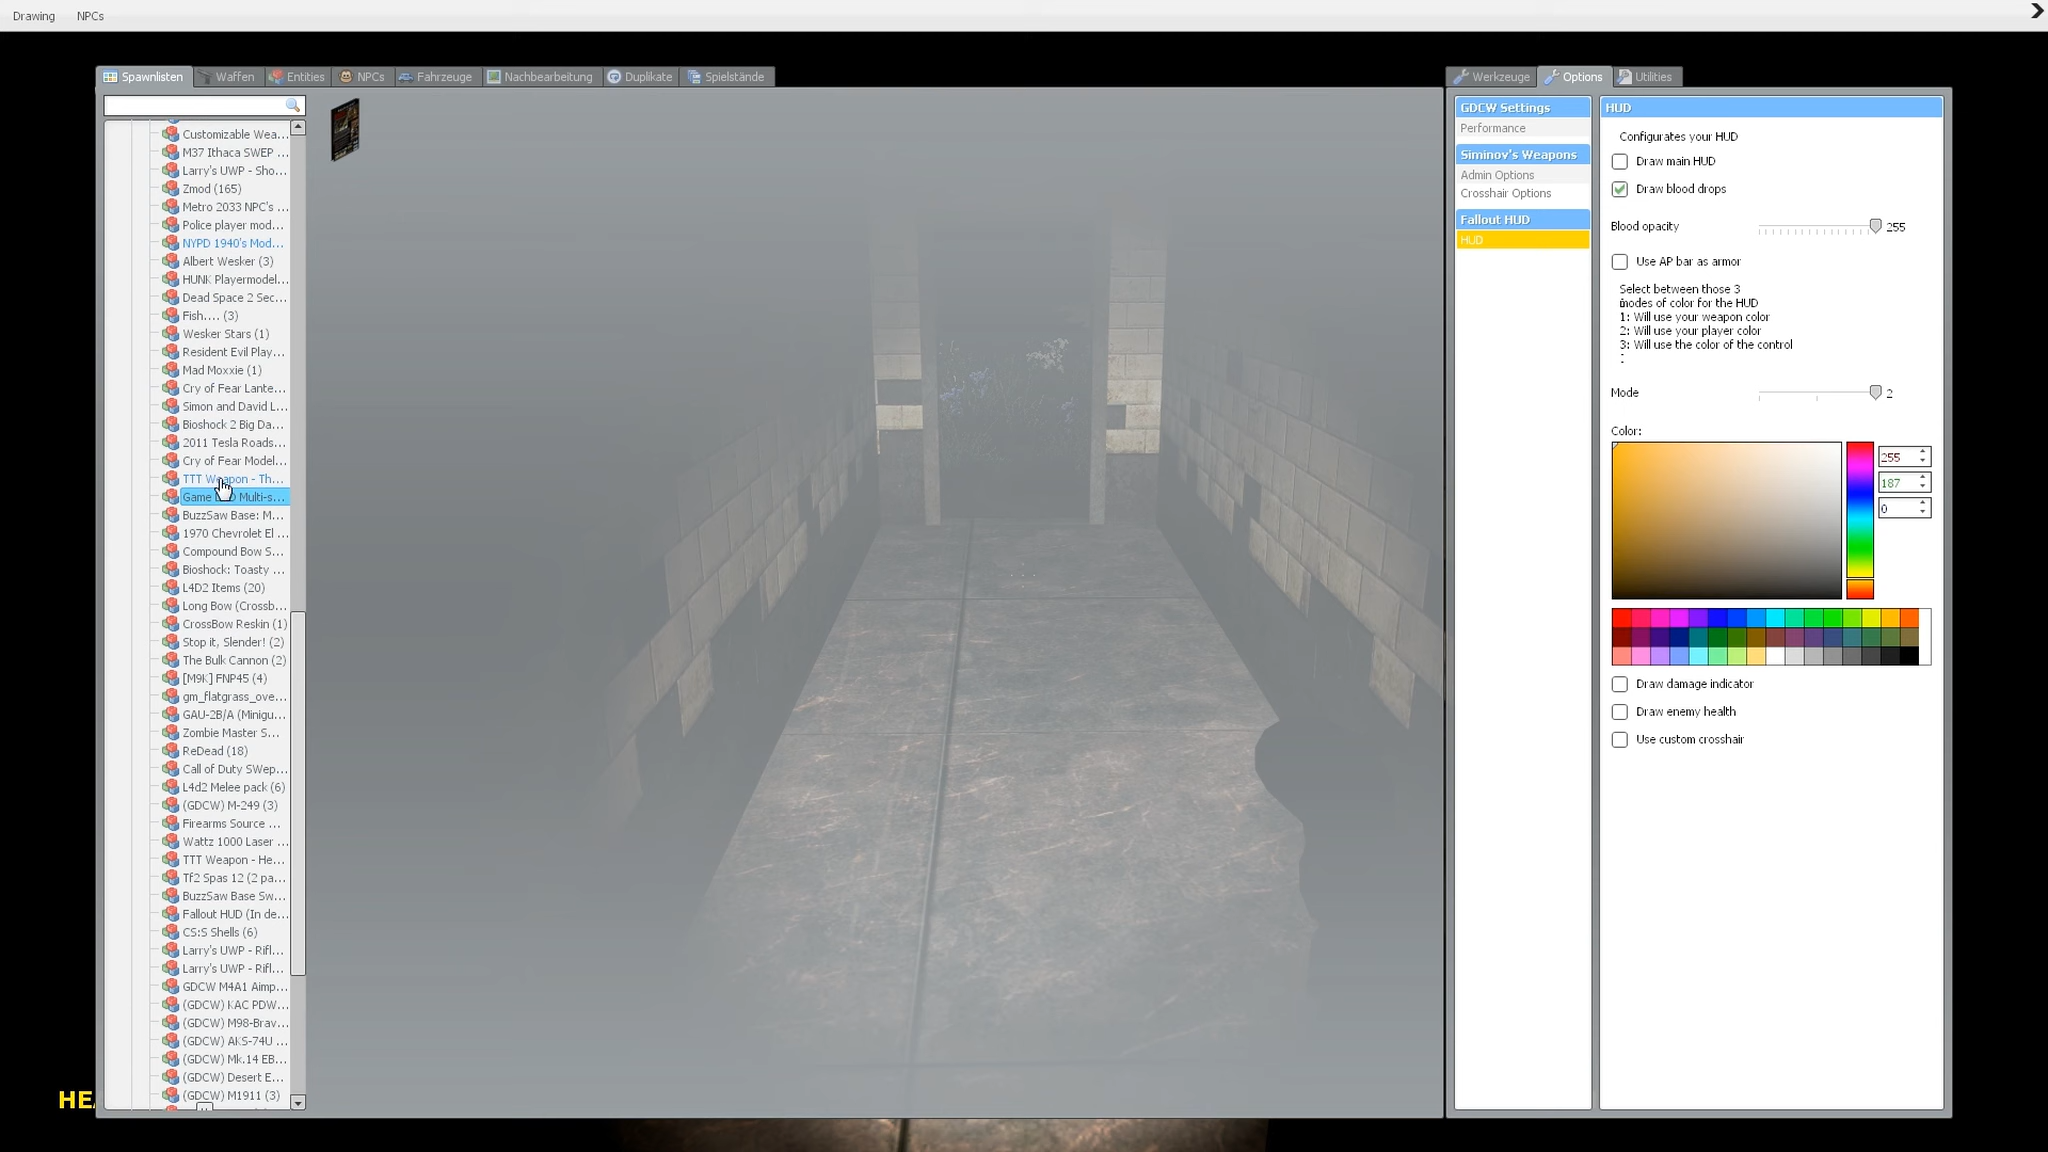 Drawing NPCs
Spawnlisten Waffen Entities NPCs Fahrzeuge Nachbearbeitung Duplikate Spielstände
Werkzeuge Options Utilities
Customizable Wea...
M37 Ithaca SWEP ...
Larry's UWP - Sho...
Zmod (165)
Metro 2033 NPC's ...
Police player mod...
NYPD 1940's Mod...
Albert Wesker (3)
HUNK Playermodel...
Dead Space 2 Sec...
Fish.... (3)
Wesker Stars (1)
Resident Evil Play...
Mad Moxxie (1)
Cry of Fear Lante...
Simon and David L...
Bioshock 2 Big Da...
2011 Tesla Roads...
Cry of Fear Model...
TTT Weapon - Th...
Game Multi-s...
BuzzSaw Base: M...
1970 Chevrolet El ...
Compound Bow S...
Bioshock: Toasty ...
L4D2 Items (20)
Long Bow (Crossb...
CrossBow Reskin (1)
Stop it, Slender! (2)
The Bulk Cannon (2)
[M9K] FNP45 (4)
gm_flatgrass_ove...
GAU-2B/A (Minigu...
Zombie Master S...
ReDead (18)
Call of Duty SWep...
L4d2 Melee pack (6)
(GDCW) M-249 (3)
Firearms Source ...
Wattz 1000 Laser ...
TTT Weapon - He...
Tf2 Spas 12 (2 pa...
BuzzSaw Base Sw...
Fallout HUD (In de...
CS:S Shells (6)
Larry's UWP - Rifl...
Larry's UWP - Rifl...
GDCW M4A1 Aimp...
(GDCW) KAC PDW...
(GDCW) M98-Brav...
(GDCW) AKS-74U ...
(GDCW) Mk.14 EB...
(GDCW) Desert E...
(GDCW) M1911 (3)
GDCW Settings
Performance
Siminov's Weapons
Admin Options
Crosshair Options
Fallout HUD
HUD
HUD
Configurates your HUD
Draw main HUD
Draw blood drops
Blood opacity 255
Use AP bar as armor
Select between those 3
modes of color for the HUD
1: Will use your weapon color
2: Will use your player color
3: Will use the color of the control
:
Mode 2
Color:
255
187
0
Draw damage indicator
Draw enemy health
Use custom crosshair